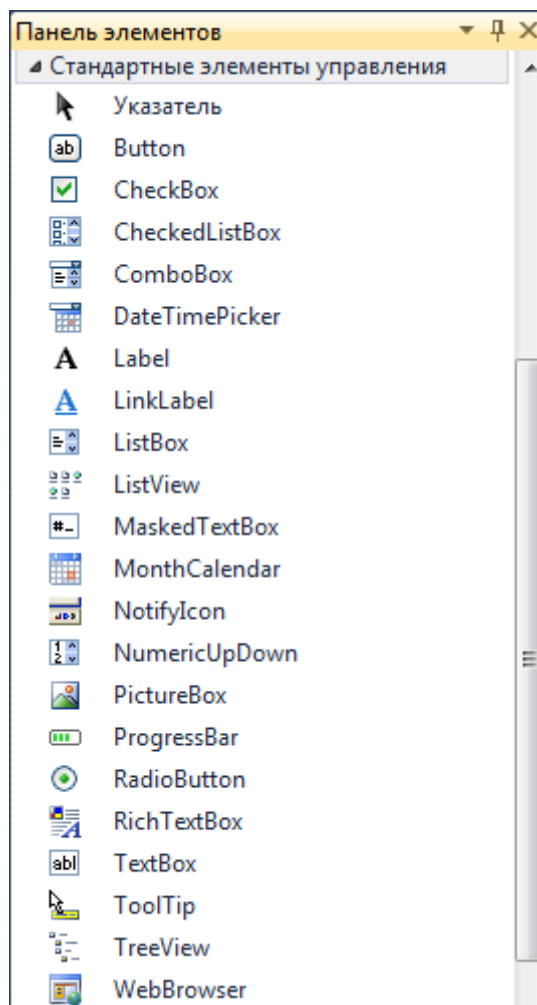 Панель элементов
Стандартные элементы управления
Указатель
Button
CheckBox
CheckedListBox
ComboBox
DateTimePicker
Label
LinkLabel
ListBox
ListView
MaskedTextBox
MonthCalendar
NotifyIcon
NumericUpDown
PictureBox
ProgressBar
RadioButton
RichTextBox
TextBox
ToolTip
TreeView
WebBrowser